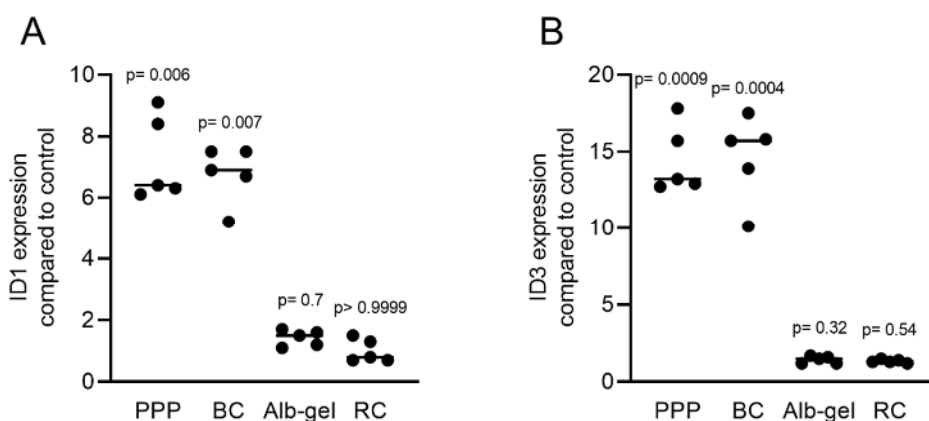 A
ID1 expression
compared to control
10
8
6
4
2
0
p= 0.006
p= 0.007
p= 0.7
p> 0.9999
PPP BC Alb-gel RC
B
ID3 expression
compared to control
20
15
10
5
0
p= 0.0009
p= 0.0004
p= 0.32
p= 0.54
PPP BC Alb-gel RC